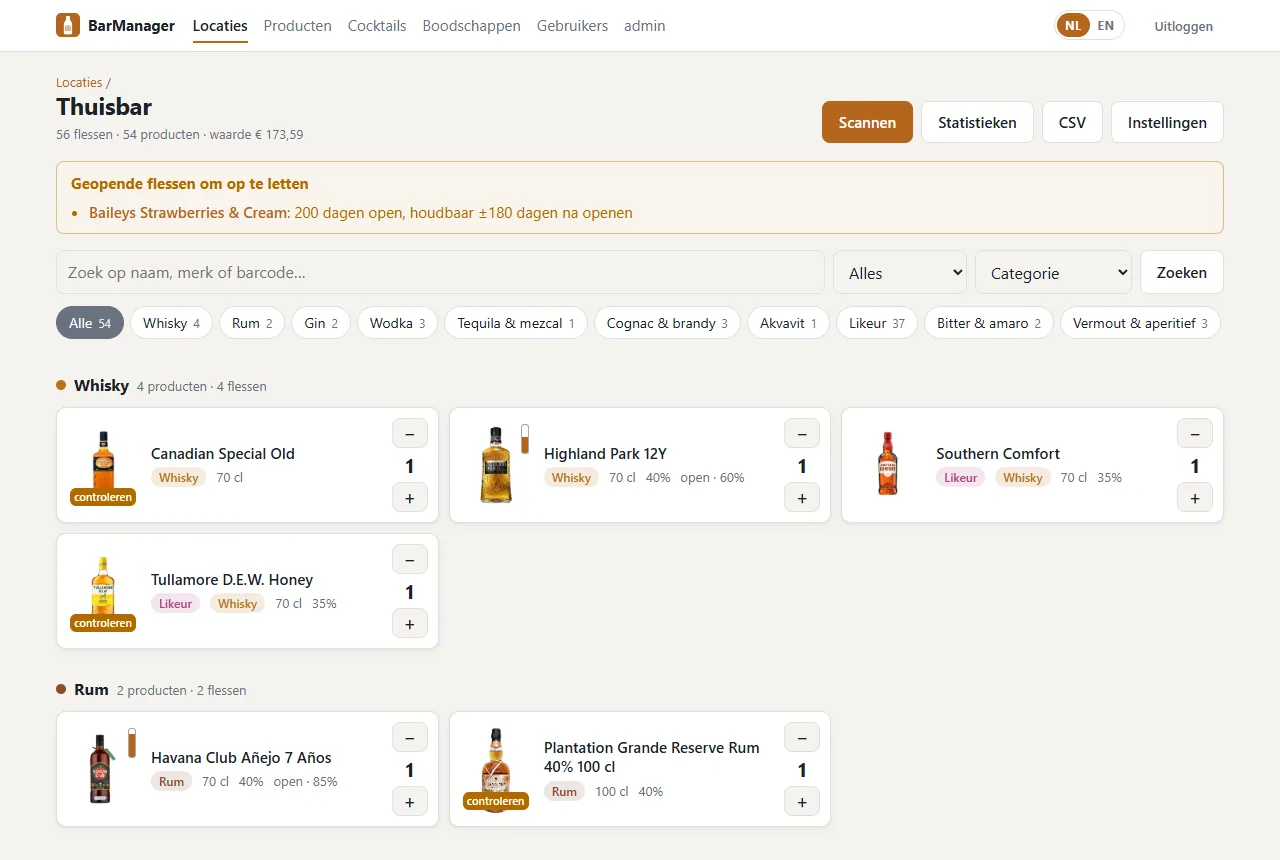 BarManager Locaties Producten Cocktails Boodschappen Gebruikers admin NL EN Uitloggen
Locaties /
Thuisbar
56 flessen · 54 producten · waarde € 173,59
Scannen Statistieken CSV Instellingen
Geopende flessen om op te letten
• Baileys Strawberries & Cream: 200 dagen open, houdbaar ±180 dagen na openen
Zoek op naam, merk of barcode... Alles Categorie Zoeken
Alle 54 Whisky 4 Rum 2 Gin 2 Wodka 3 Tequila & mezcal 1 Cognac & brandy 3 Akvavit 1 Likeur 37 Bitter & amaro 2 Vermout & aperitief 3
Whisky 4 producten · 4 flessen
Canadian Special Old
Whisky 70 cl
controleren
− 1 +
Highland Park 12Y
Whisky 70 cl 40% open · 60%
− 1 +
Southern Comfort
Likeur Whisky 70 cl 35%
− 1 +
Tullamore D.E.W. Honey
Likeur Whisky 70 cl 35%
controleren
− 1 +
Rum 2 producten · 2 flessen
Havana Club Añejo 7 Años
Rum 70 cl 40% open · 85%
− 1 +
Plantation Grande Reserve Rum
40% 100 cl
Rum 100 cl 40%
controleren
− 1 +